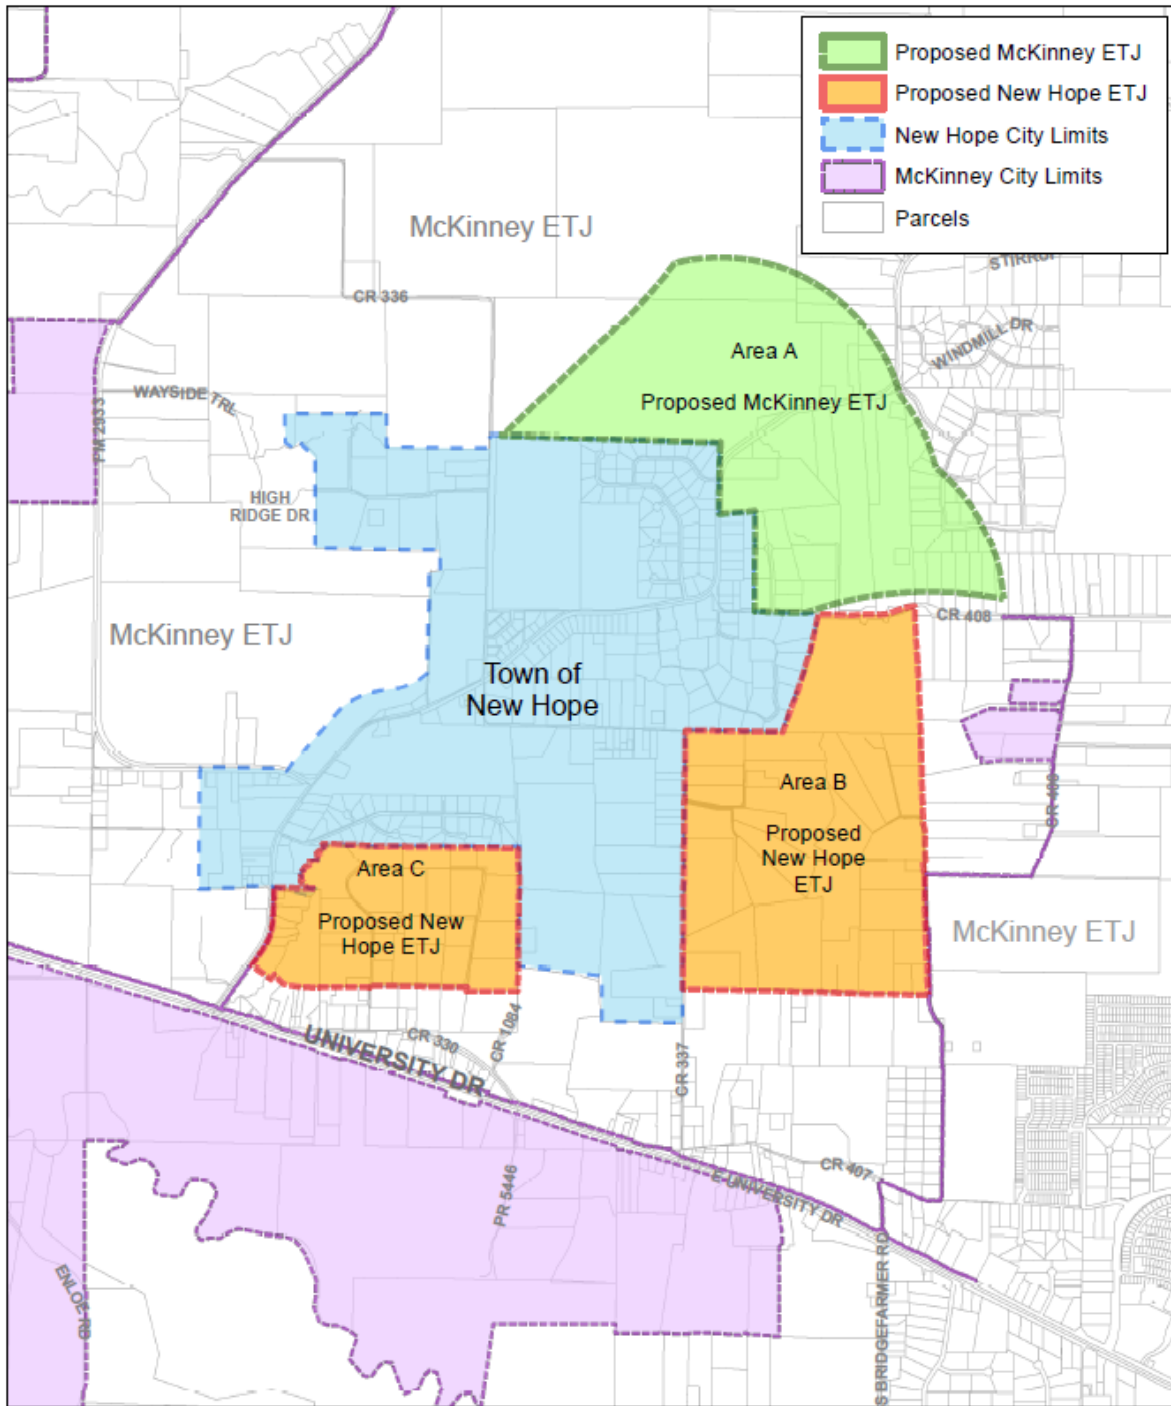 Proposed McKinney ETJ
Proposed New Hope ETJ
New Hope City Limits
McKinney City Limits
Parcels
McKinney ETJ
CR 336
WINDMILL DR
Area A
Proposed McKinney ETJ
WAYSIDE TRL
FM 2933
HIGH
RIDGE DR
McKinney ETJ
CR 408
Town of
New Hope
Area B
Proposed
New Hope
ETJ
CR 408
Area C
Proposed New
Hope ETJ
McKinney ETJ
UNIVERSITY DR
CR 330
CR 1084
CR 337
CR 407
E UNIVERSITY DR
PR 5446
S BRIDGEFARMER RD